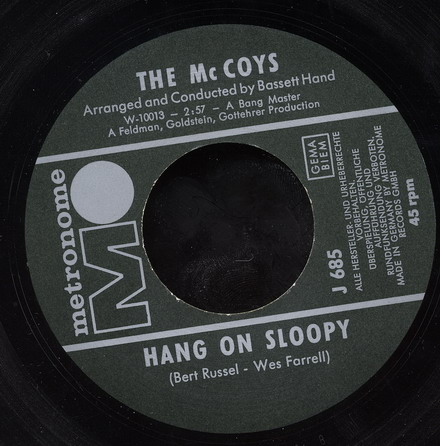 THE McCOYS
Arranged and Conducted by Bassett Hand
W-10013 — 2:57 — A Bang Master
A Feldman, Goldstein, Gottehrer Production
metronome
M
GEMA
BIEM
J 685
ALLE HERSTELLER UND URHEBERRECHTE
VORBEHALTEN.
ÜBERSPIELUNG, ÖFFENTLICHE
AUFFÜHRUNG UND
RUNDFUNKSENDUNG VERBOTEN.
MADE IN GERMANY BY METRONOME
RECORDS GMBH
45 rpm
HANG ON SLOOPY
(Bert Russel - Wes Farrell)